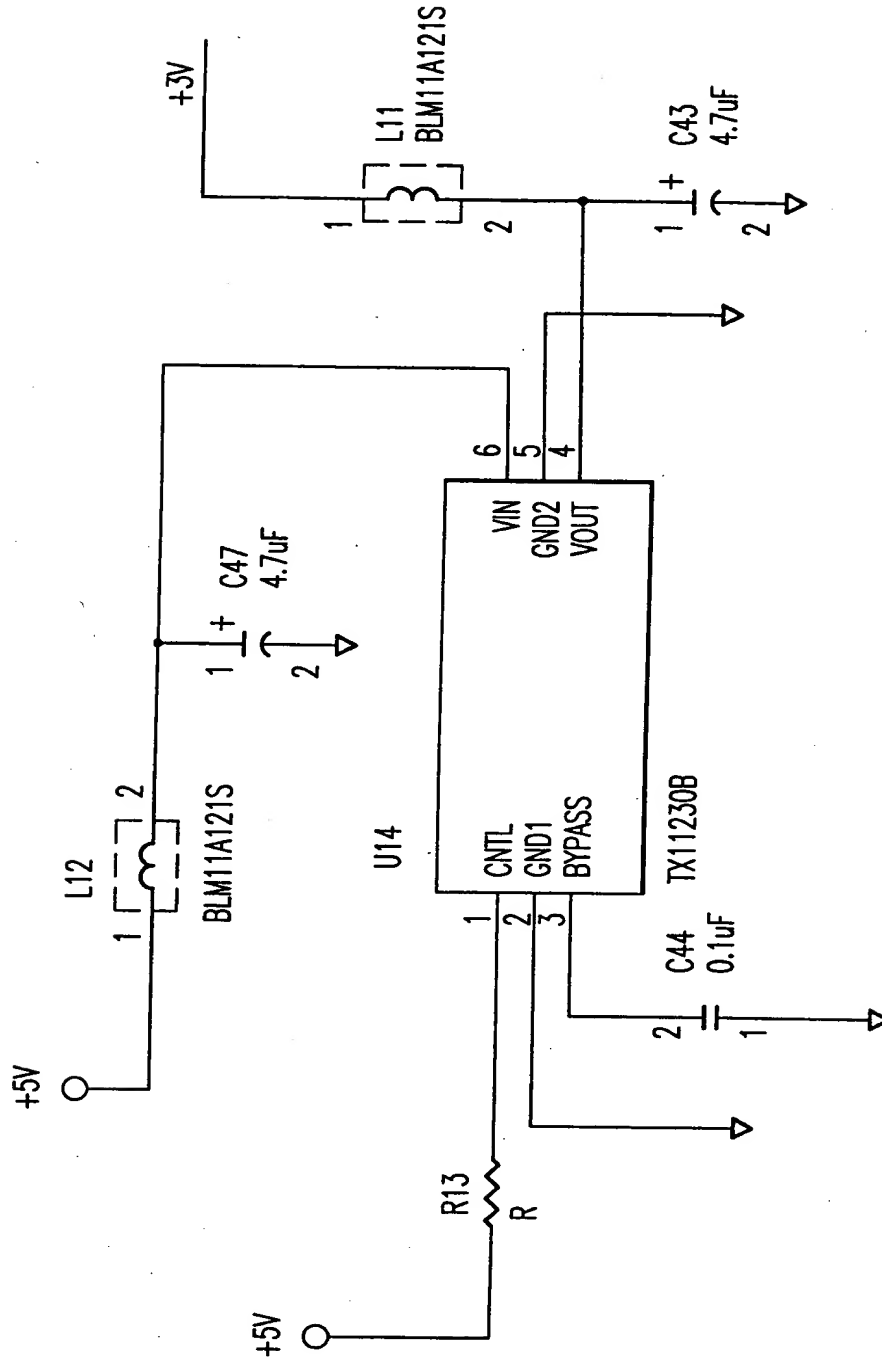 +5V
L12
1
2
BLM11A121S
C47
4.7uF
1
+
2
+3V
1
L11
BLM11A121S
2
1
+
C43
4.7uF
2
+5V
R13
R
U14
1
CNTL
2
GND1
3
BYPASS
VIN
6
GND2
5
VOUT
4
TX11230B
2
C44
0.1uF
1